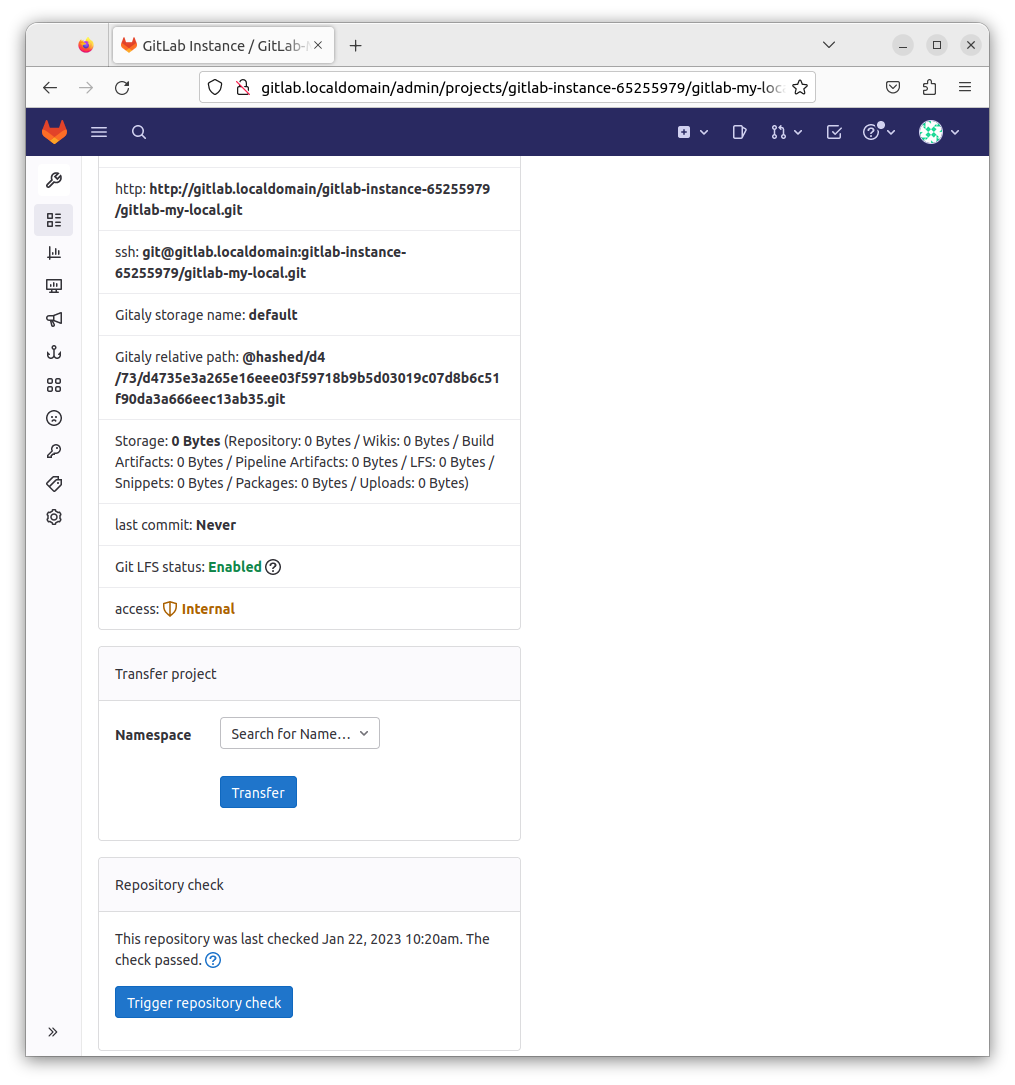 GitLab Instance / GitLab-
gitlab.localdomain/admin/projects/gitlab-instance-65255979/gitlab-my-loc
http: http://gitlab.localdomain/gitlab-instance-65255979
/gitlab-my-local.git
ssh: git@gitlab.localdomain:gitlab-instance-
65255979/gitlab-my-local.git
Gitaly storage name: default
Gitaly relative path: @hashed/d4
/73/d4735e3a265e16eee03f59718b9b5d03019c07d8b6c51
f90da3a666eec13ab35.git
Storage: 0 Bytes (Repository: 0 Bytes / Wikis: 0 Bytes / Build
Artifacts: 0 Bytes / Pipeline Artifacts: 0 Bytes / LFS: 0 Bytes /
Snippets: 0 Bytes / Packages: 0 Bytes / Uploads: 0 Bytes)
last commit: Never
Git LFS status: Enabled
access: Internal
Transfer project
Namespace
Search for Name…
Transfer
Repository check
This repository was last checked Jan 22, 2023 10:20am. The
check passed.
Trigger repository check